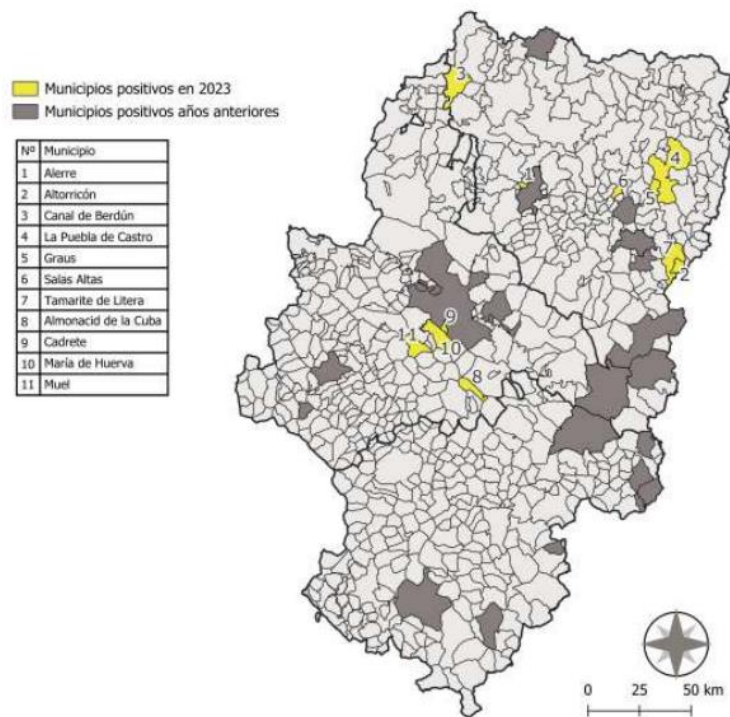 Municipios positivos en 2023
Municipios positivos años anteriores
Nº Municipio
1 Alerre
2 Altorricón
3 Canal de Berdún
4 La Puebla de Castro
5 Graus
6 Salas Altas
7 Tamarite de Litera
8 Almonacid de la Cuba
9 Cadrete
10 María de Huerva
11 Muel
3
4
1
6
5
7
2
9
11
10
8
0 25 50 km